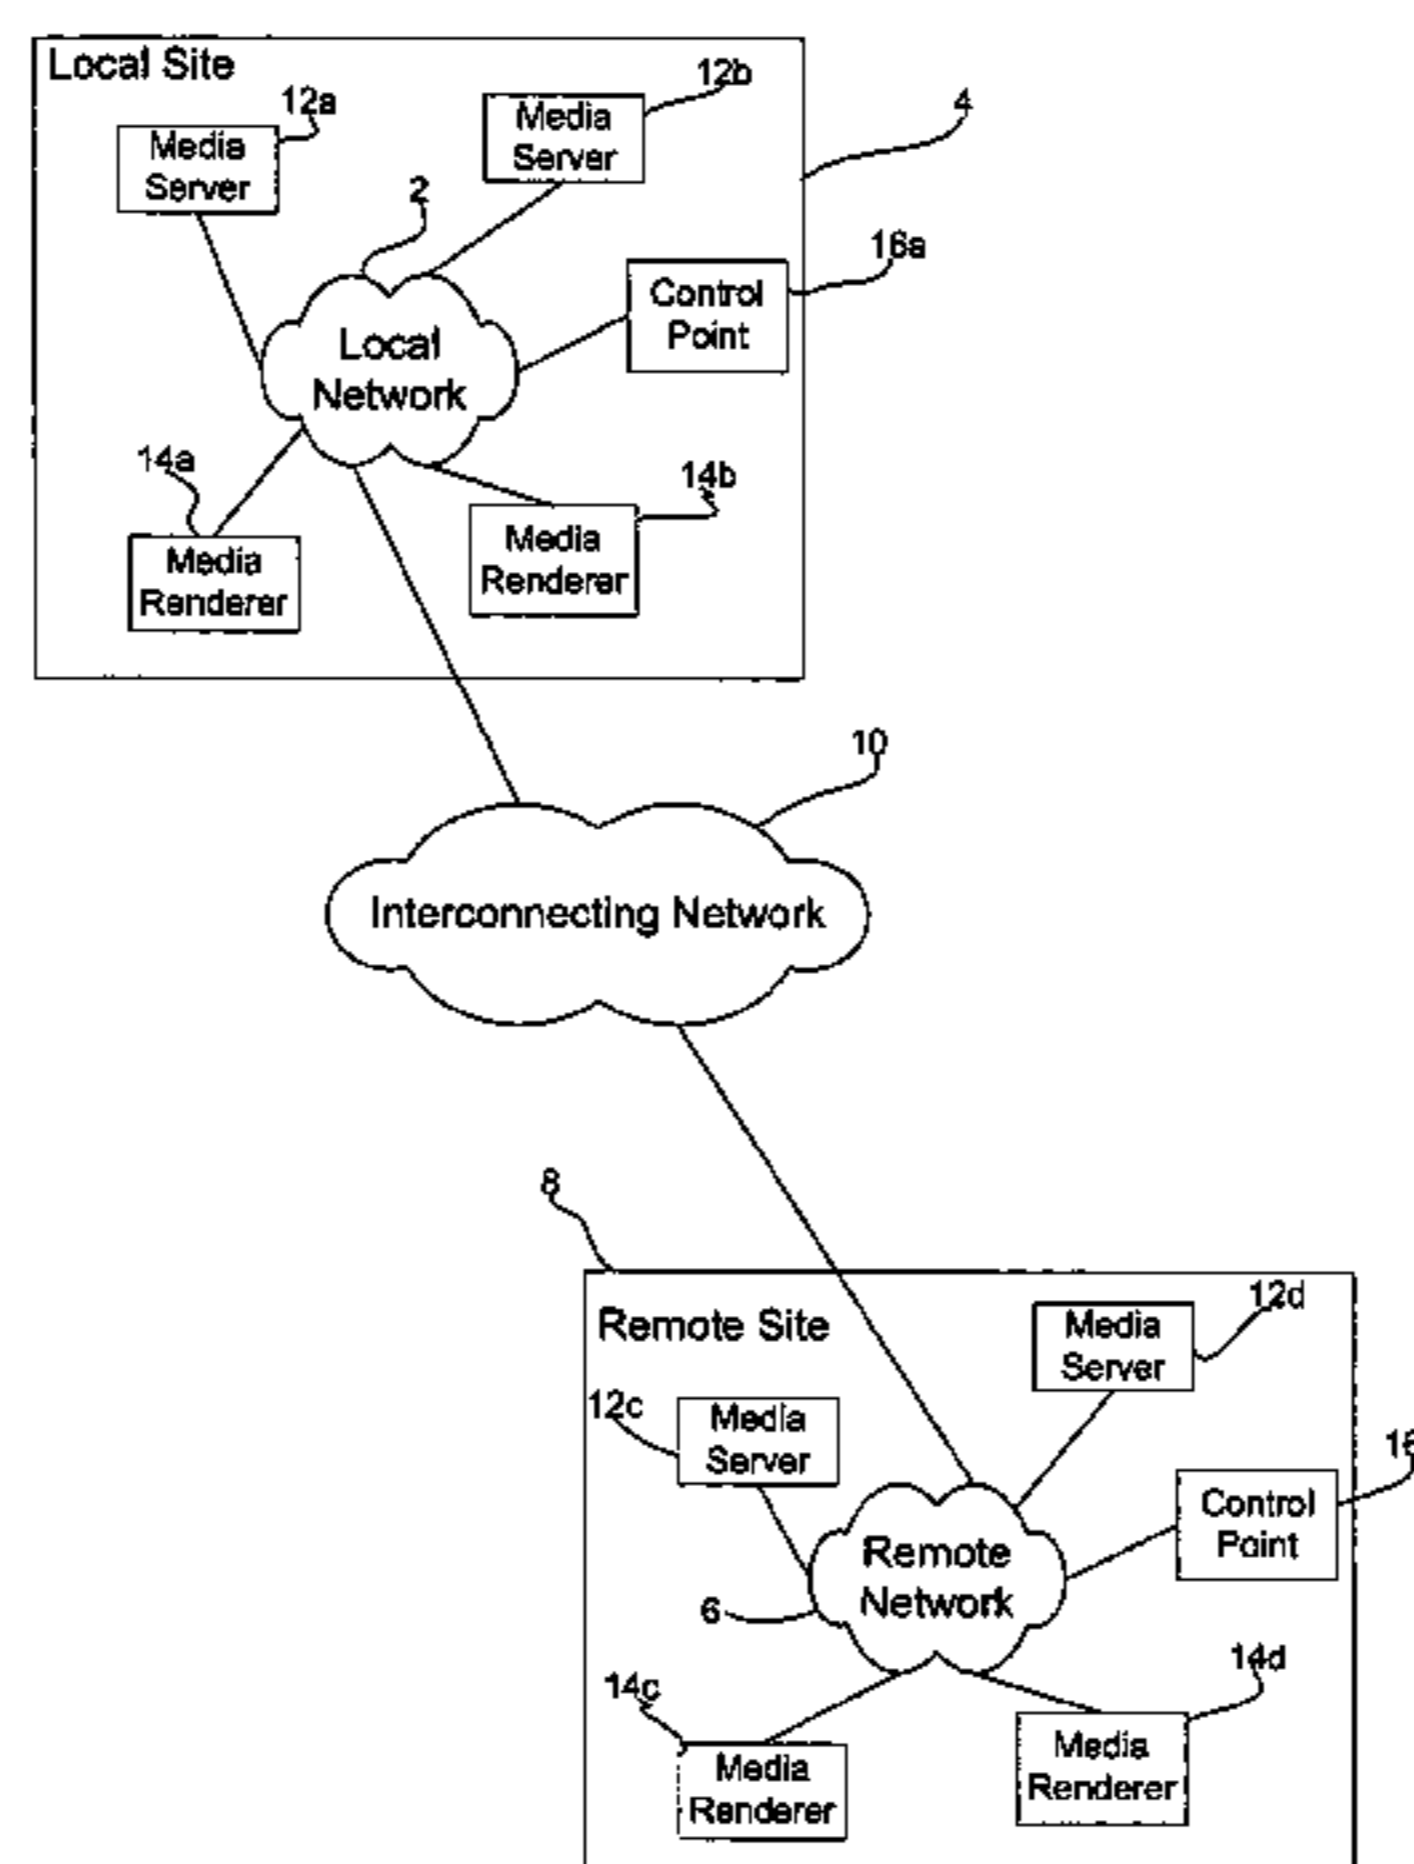 Local Site
12a
12b
4
Media
Server
Media
Server
2
16a
Control
Point
Local
Network
14a
14b
Media
Renderer
Media
Renderer
10
Interconnecting Network
8
Remote Site
12d
Media
Server
12c
Media
Server
16
Control
Point
Remote
Network
6
14d
14c
Media
Renderer
Media
Renderer